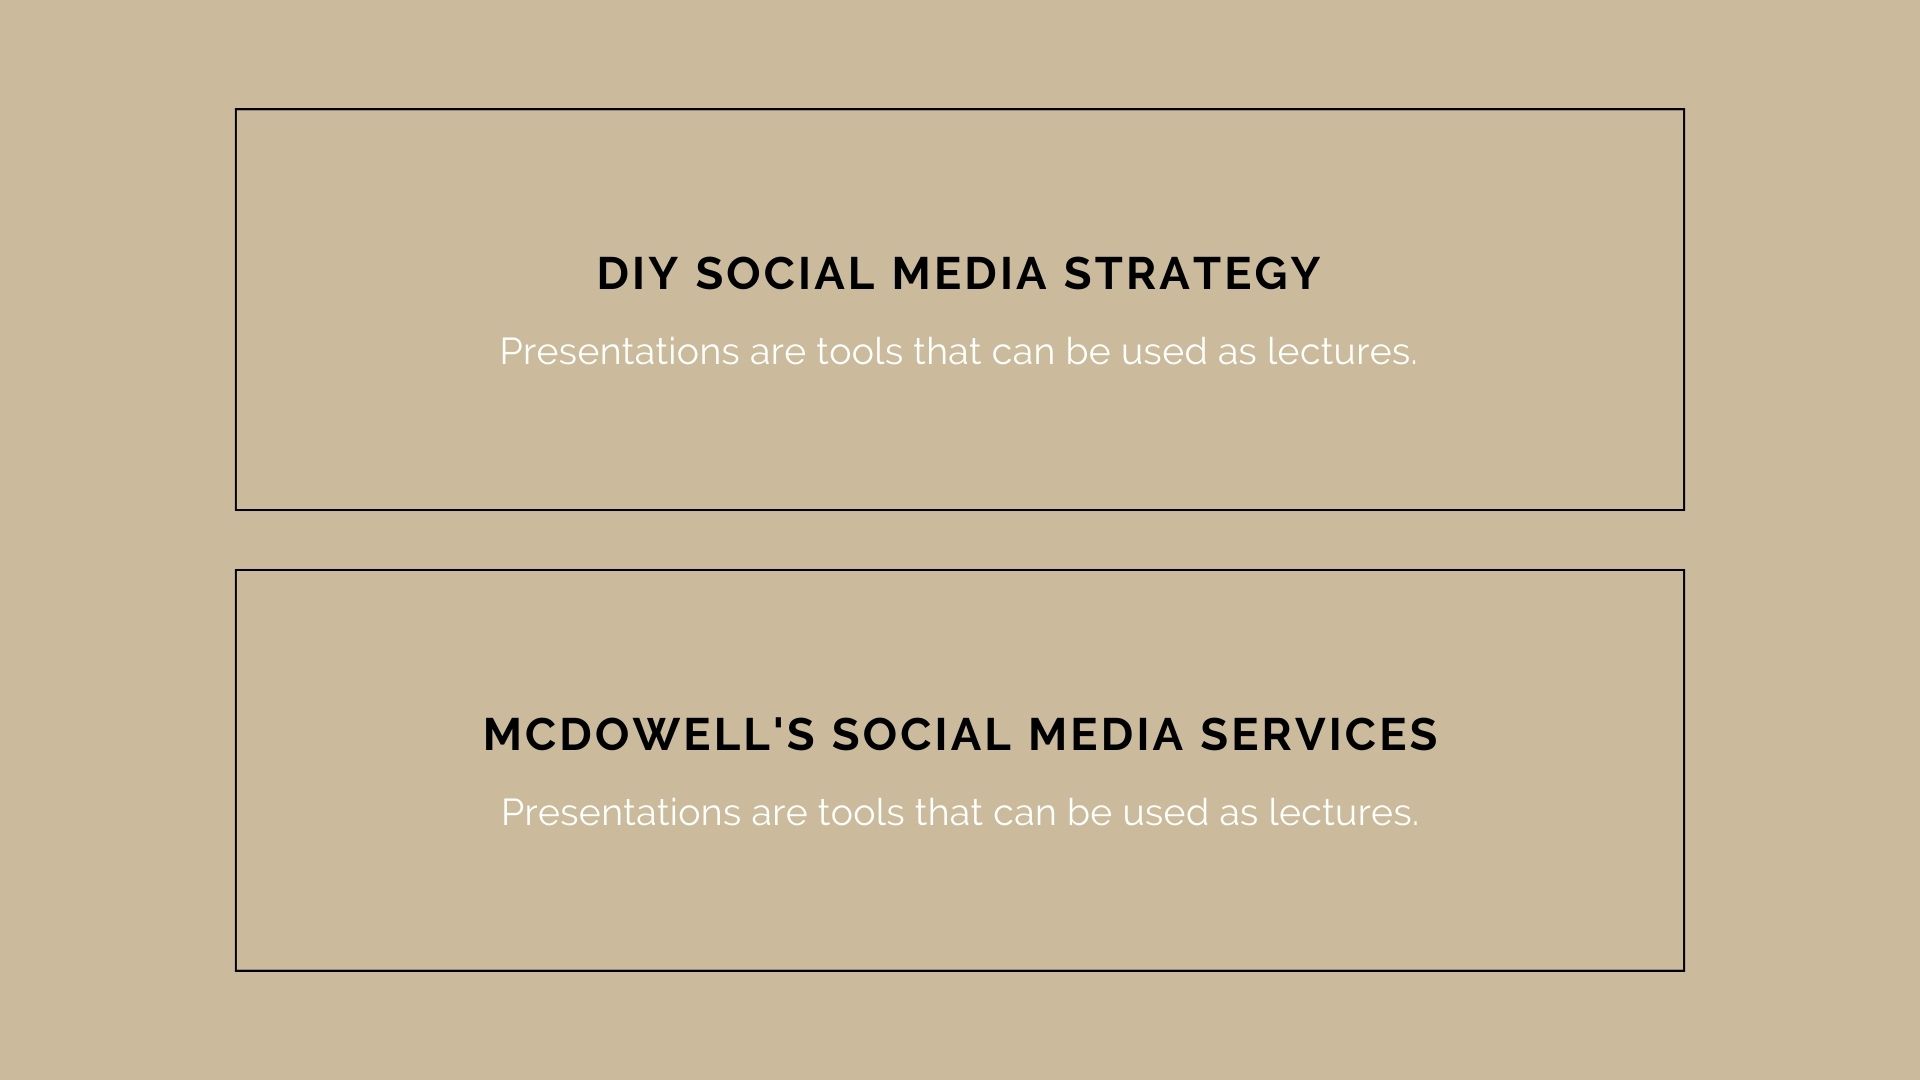 DIY SOCIAL MEDIA STRATEGY
Presentations are tools that can be used as lectures.
MCDOWELL'S SOCIAL MEDIA SERVICES
Presentations are tools that can be used as lectures.